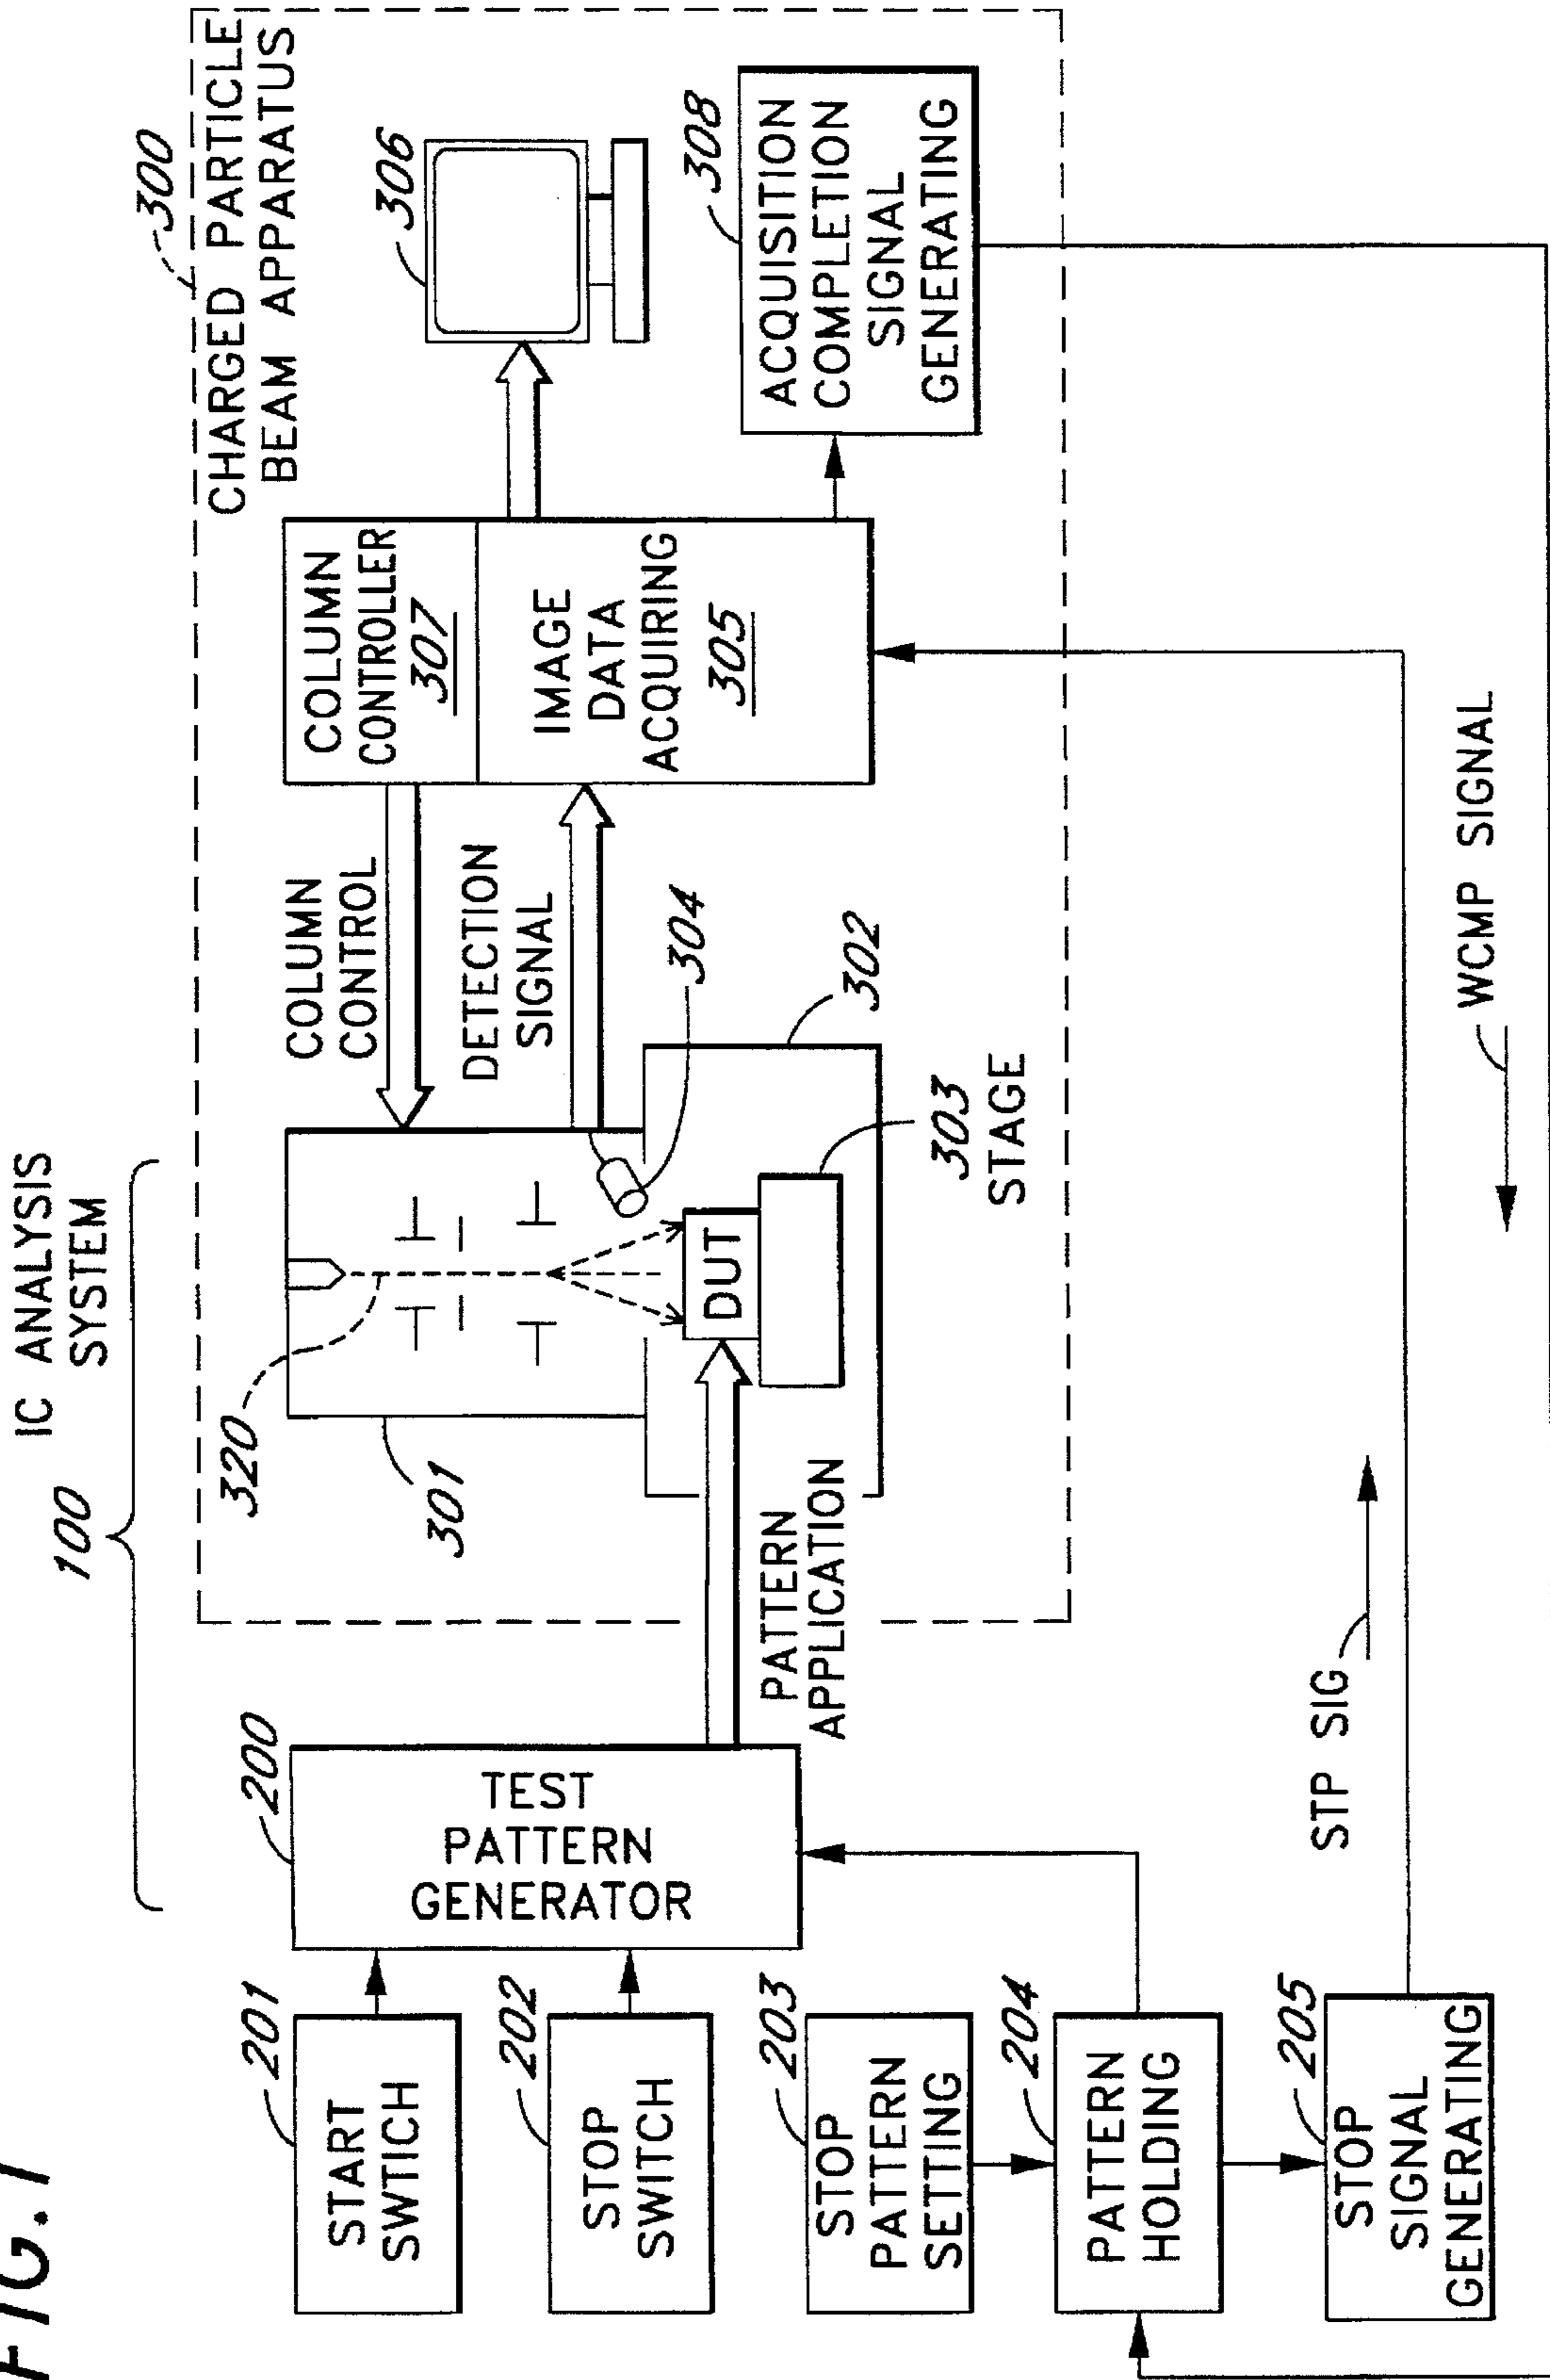 FIG. 1
100
IC ANALYSIS
SYSTEM
300
CHARGED PARTICLE
BEAM APPARATUS
201
START
SWTICH
202
STOP
SWITCH
203
STOP
PATTERN
SETTING
204
PATTERN
HOLDING
205
STOP
SIGNAL
GENERATING
200
TEST
PATTERN
GENERATOR
PATTERN
APPLICATION
320
301
DUT
COLUMN
CONTROL
DETECTION
SIGNAL
304
302
303
STAGE
COLUMN
CONTROLLER
307
IMAGE
DATA
ACQUIRING
305
306
308
ACQUISITION
COMPLETION
SIGNAL
GENERATING
STP SIG
WCMP SIGNAL